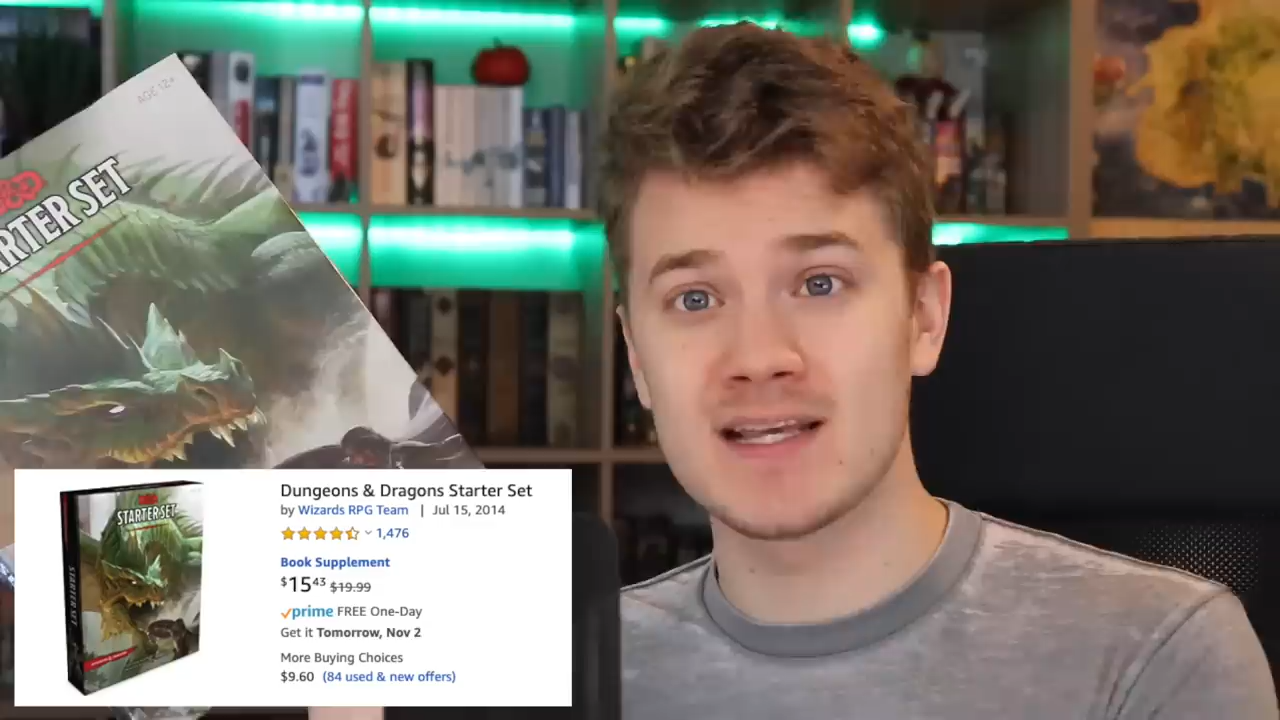 AGE 12+
RTER SET
STARTER SET
STARTER SET
Dungeons & Dragons Starter Set
by Wizards RPG Team | Jul 15, 2014
1,476
Book Supplement
$15 43 $19.99
prime FREE One-Day
Get it Tomorrow, Nov 2
More Buying Choices
$9.60 (84 used & new offers)